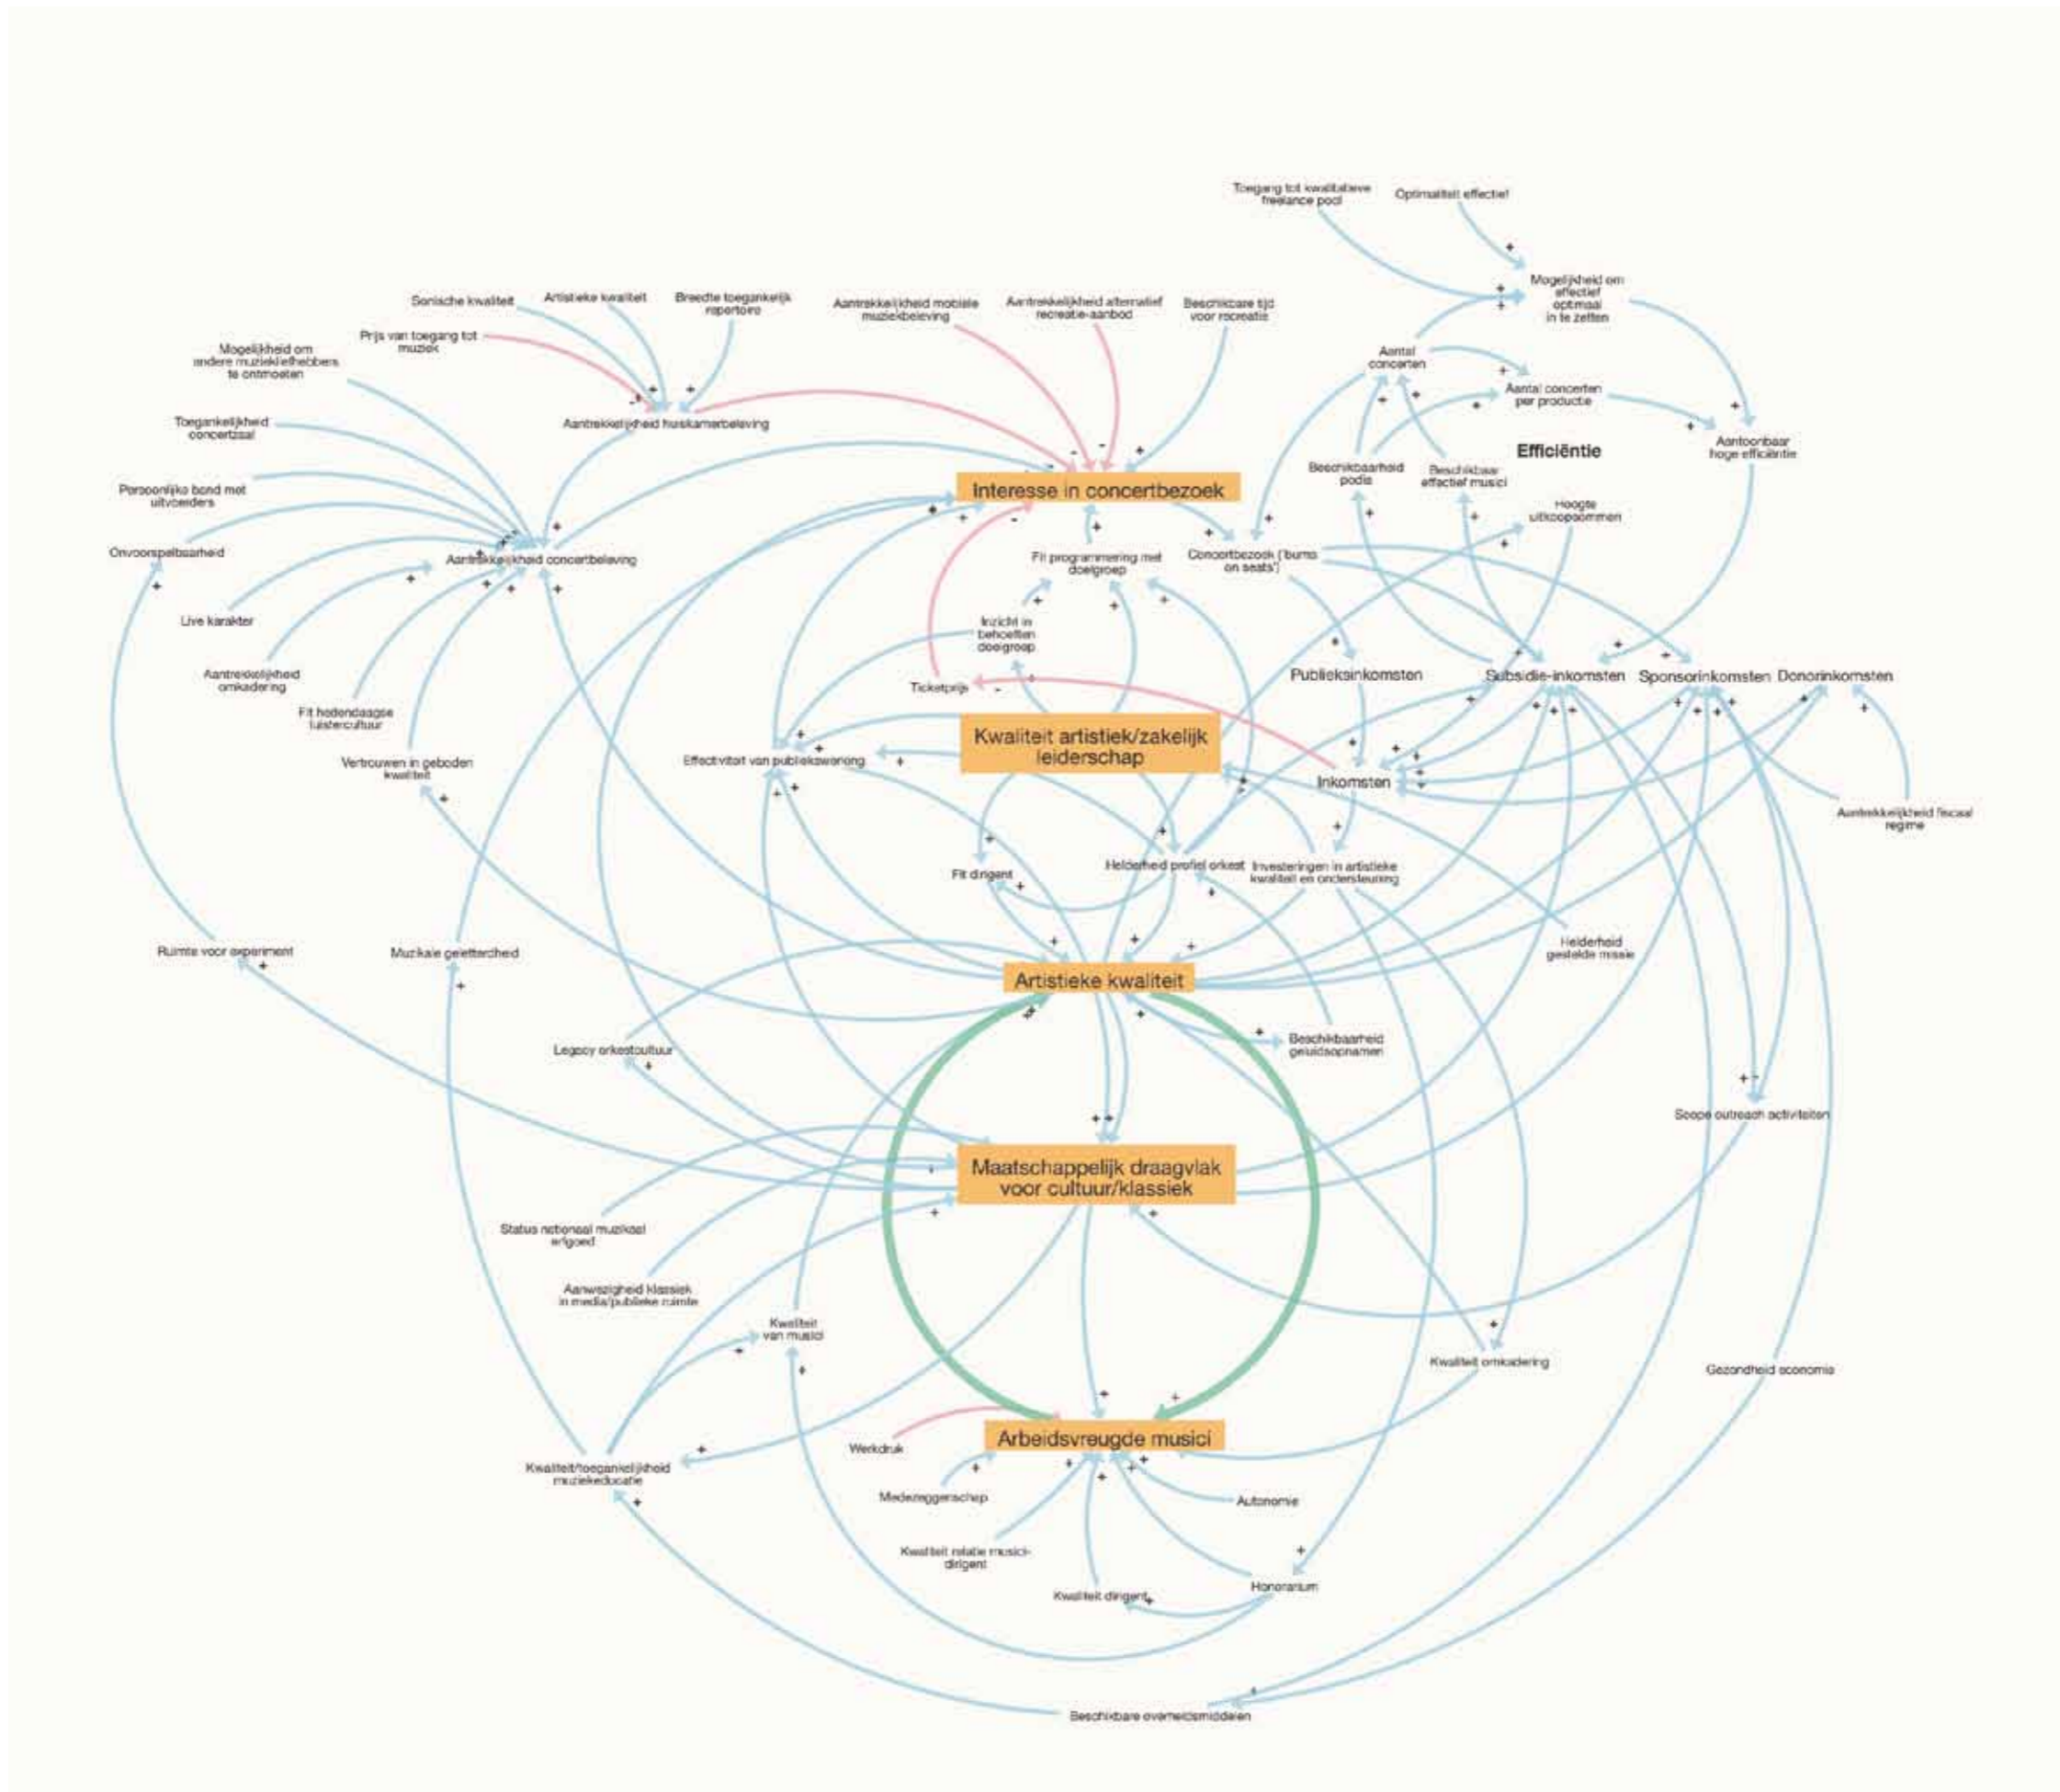 Toegang tot kwalitatieve
freelance pool
Optimaliteit effectief
Mogelijkheid om
effectief
optimaal
in te zetten
Sonische kwaliteit
Artistieke kwaliteit
Breedte toegankelijk
repertoire
Aantrekkelijkheid mobiele
muziekbeleving
Aantrekkelijkheid alternatief
recreatie-aanbod
Beschikbare tijd
voor recreatie
Prijs van toegang tot
muziek
Mogelijkheid om
andere muziekliefhebbers
te ontmoeten
Aantal
concerten
Aantal concerten
per productie
Toegankelijkheid
concertzaal
Aantrekkelijkheid huiskamerbeleving
Efficiëntie
Aantoonbaar
hoge efficiëntie
Beschikbaarheid
podia
Beschikbaar
effectief musici
Persoonlijke band met
uitvoerders
Interesse in concertbezoek
Hoogte
uitkoopsommen
Onvoorspelbaarheid
Aantrekkelijkheid concertbeleving
Fit programmering met
doelgroep
Concertbezoek ('bums
on seats')
Live karakter
Inzicht in
behoeften
doelgroep
Aantrekkelijkheid
omkadering
Ticketprijs
Publieksinkomsten
Subsidie-inkomsten
Sponsorinkomsten
Donorinkomsten
Fit hedendaagse
luistercultuur
Kwaliteit artistiek/zakelijk
leiderschap
Vertrouwen in geboden
kwaliteit
Effectiviteit van publiekswerking
Inkomsten
Aantrekkelijkheid fiscaal
regime
Fit dirigent
Helderheid profiel orkest
Investeringen in artistieke
kwaliteit en ondersteuning
Ruimte voor experiment
Muzikale geletterdheid
Helderheid
gestelde missie
Artistieke kwaliteit
Legacy orkestcultuur
Beschikbaarheid
geluidsopnamen
Scope outreach activiteiten
Maatschappelijk draagvlak
voor cultuur/klassiek
Status nationaal muzikaal
erfgoed
Aanwezigheid klassiek
in media/publieke ruimte
Kwaliteit
van musici
Kwaliteit omkadering
Gezondheid economie
Arbeidsvreugde musici
Werkdruk
Kwaliteit/toegankelijkheid
muziekeducatie
Medezeggenschap
Autonomie
Kwaliteit relatie musici-
dirigent
Kwaliteit dirigent
Honorarium
Beschikbare overheidsmiddelen